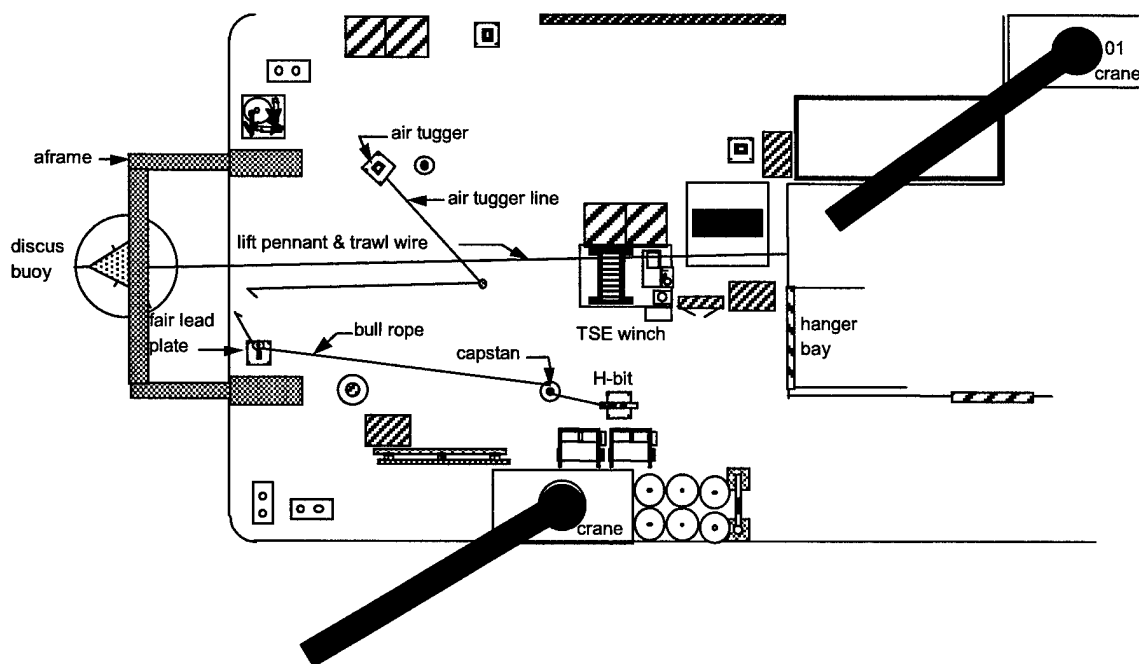 01
crane
air tugger
aframe
air tugger line
discus
buoy
lift pennant & trawl wire
fair lead
plate
bull rope
TSE winch
hanger
bay
capstan
H-bit
crane